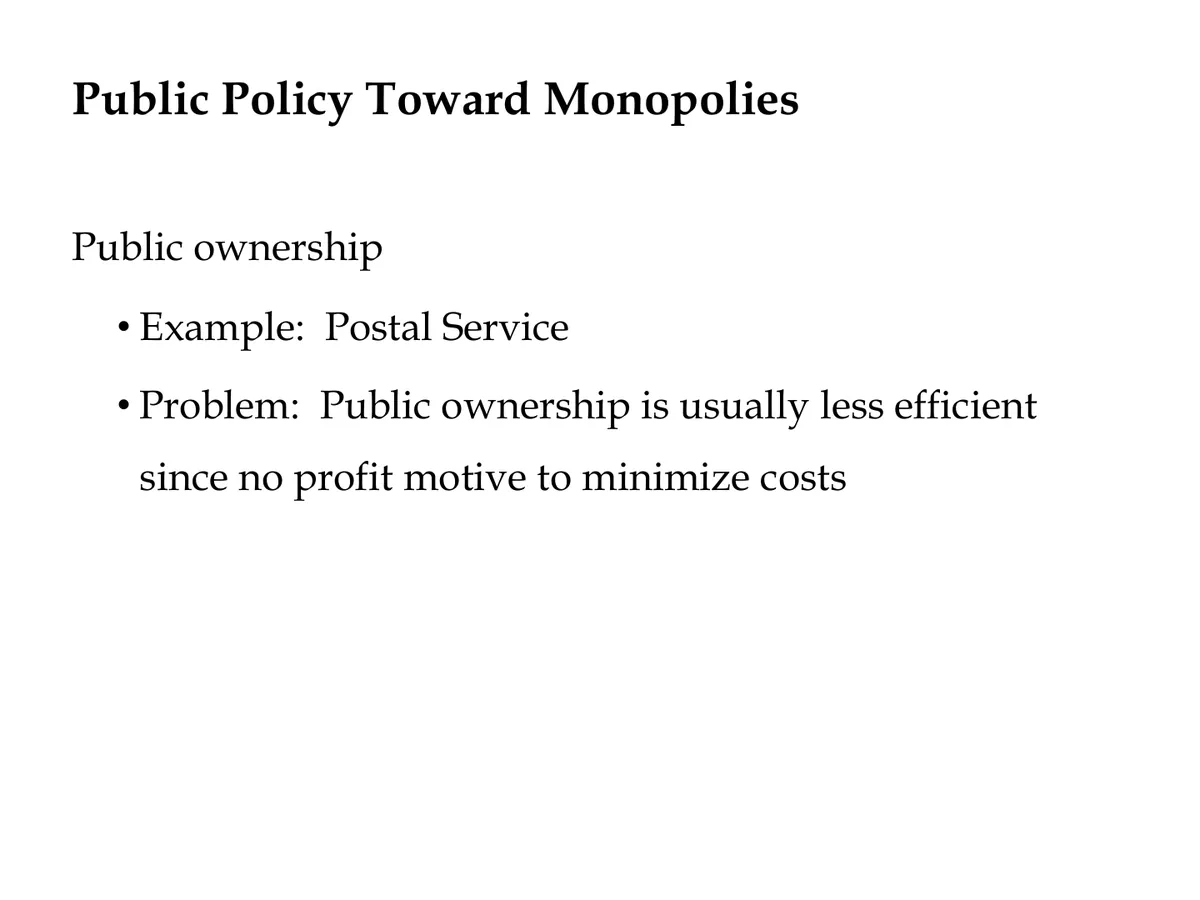 Public Policy Toward Monopolies
Public ownership
• Example:  Postal Service
• Problem:  Public ownership is usually less efficient
since no profit motive to minimize costs